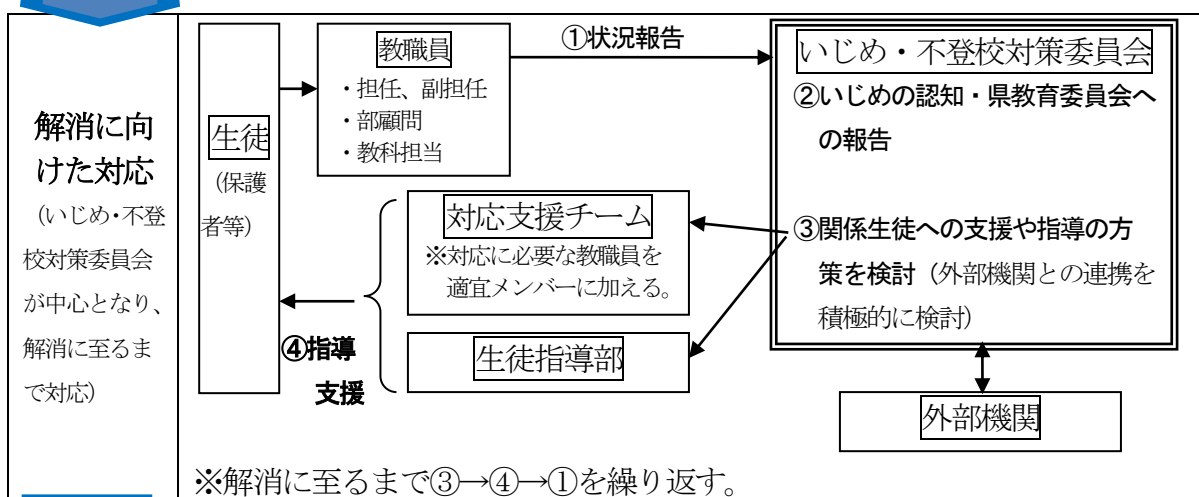 解消に向
けた対応
(いじめ・不登
校対策委員会
が中心となり、
解消に至るま
で対応)
生徒
(保護
者等)
教職員
・担任、副担任
・部顧問
・教科担当
①状況報告
いじめ・不登校対策委員会
②いじめの認知・県教育委員会へ
の報告
③関係生徒への支援や指導の方
策を検討(外部機関との連携を
積極的に検討)
対応支援チーム
※対応に必要な教職員を
適宜メンバーに加える。
生徒指導部
④指導
支援
外部機関
※解消に至るまで③→④→①を繰り返す。